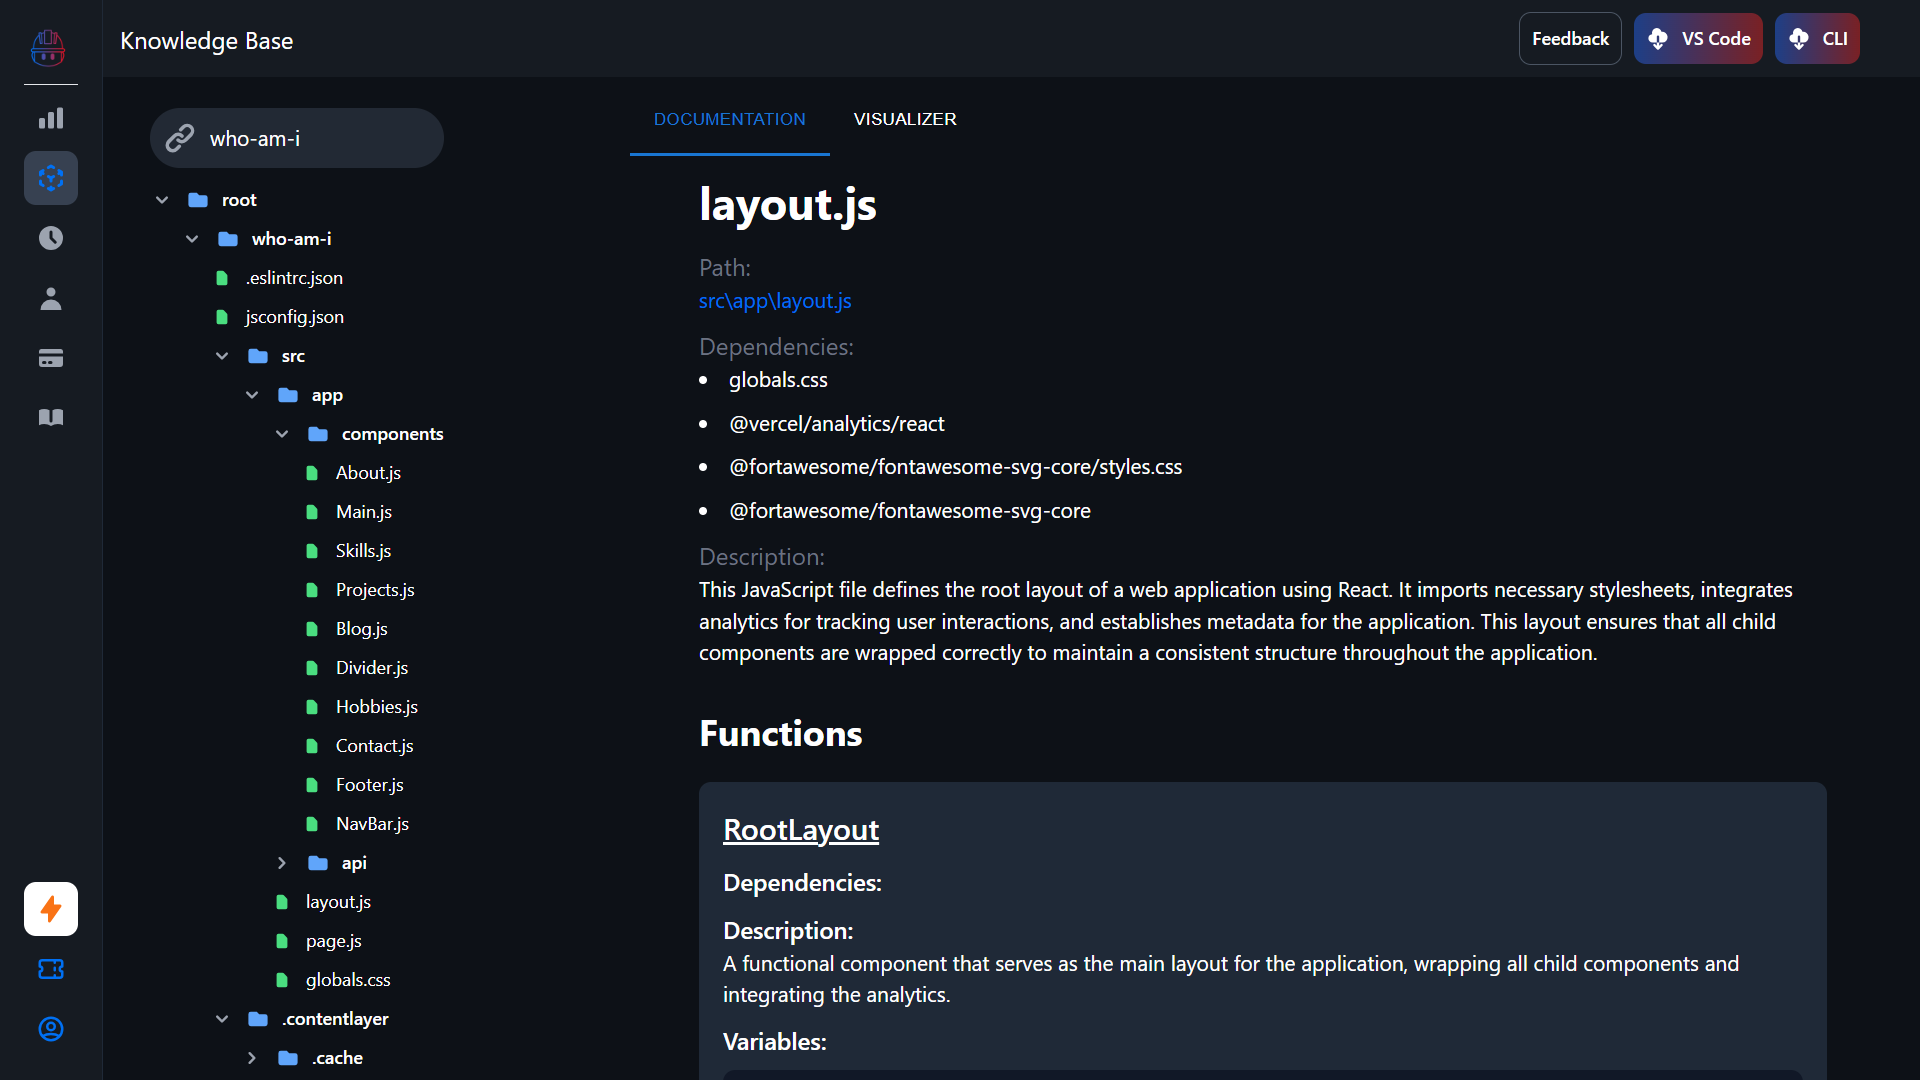 Knowledge Base
Feedback
VS Code
CLI
who-am-i
root
who-am-i
.eslintrc.json
jsconfig.json
src
app
components
About.js
Main.js
Skills.js
Projects.js
Blog.js
Divider.js
Hobbies.js
Contact.js
Footer.js
NavBar.js
api
layout.js
page.js
globals.css
.contentlayer
.cache
DOCUMENTATION
VISUALIZER
layout.js
Path:
src\app\layout.js
Dependencies:
globals.css
@vercel/analytics/react
@fortawesome/fontawesome-svg-core/styles.css
@fortawesome/fontawesome-svg-core
Description:
This JavaScript file defines the root layout of a web application using React. It imports necessary stylesheets, integrates
analytics for tracking user interactions, and establishes metadata for the application. This layout ensures that all child
components are wrapped correctly to maintain a consistent structure throughout the application.
Functions
RootLayout
Dependencies:
Description:
A functional component that serves as the main layout for the application, wrapping all child components and
integrating the analytics.
Variables: